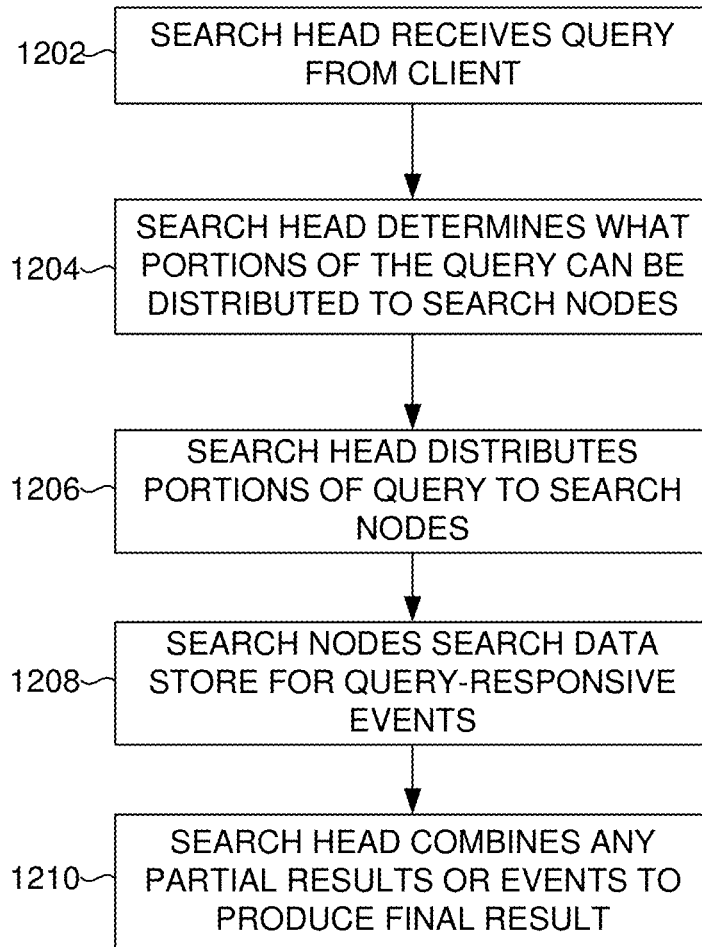 1202
SEARCH HEAD RECEIVES QUERY
FROM CLIENT
1204
SEARCH HEAD DETERMINES WHAT
PORTIONS OF THE QUERY CAN BE
DISTRIBUTED TO SEARCH NODES
1206
SEARCH HEAD DISTRIBUTES
PORTIONS OF QUERY TO SEARCH
NODES
1208
SEARCH NODES SEARCH DATA
STORE FOR QUERY-RESPONSIVE
EVENTS
1210
SEARCH HEAD COMBINES ANY
PARTIAL RESULTS OR EVENTS TO
PRODUCE FINAL RESULT